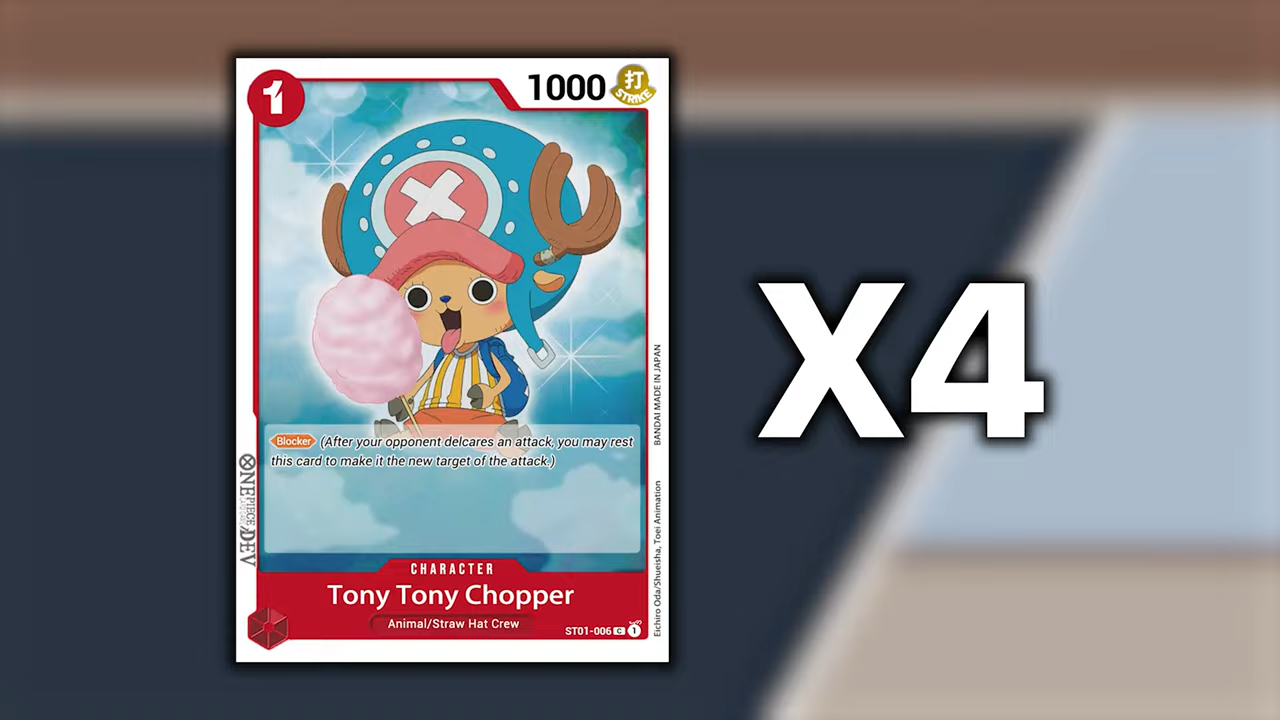 1
1000
打
STRIKE
X4
Blocker (After your opponent delcares an attack, you may rest
this card to make it the new target of the attack.)
BANDAI MADE IN JAPAN
Eiichiro Oda/Shueisha, Toei Animation
ONE PIECE
DEV
CHARACTER
Tony Tony Chopper
Animal/Straw Hat Crew
ST01-006 C 1